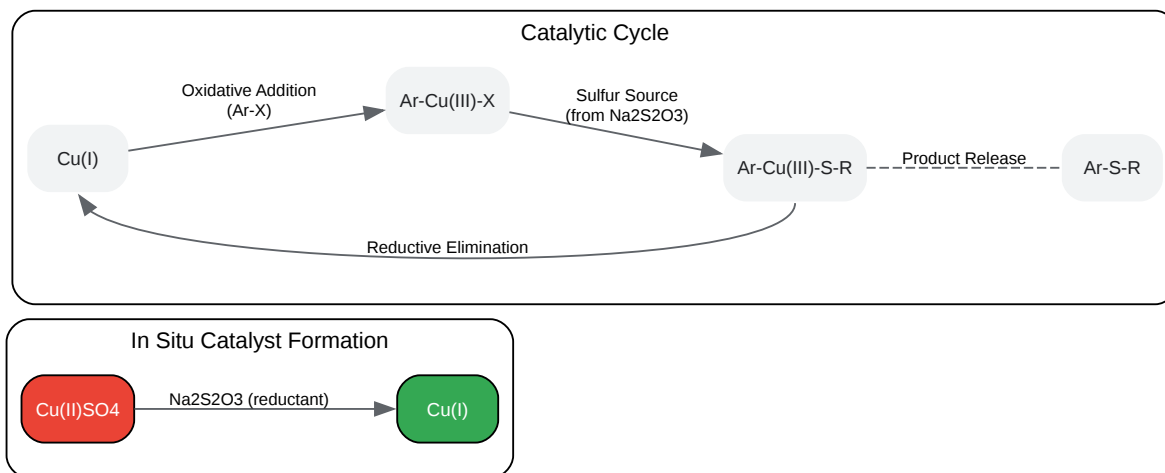 Catalytic Cycle
Oxidative Addition
(Ar-X)
Ar-Cu(III)-X
Sulfur Source
(from Na2S2O3)
Cu(I)
Ar-Cu(III)-S-R
Product Release
Ar-S-R
Reductive Elimination
In Situ Catalyst Formation
Cu(II)SO4
Na2S2O3 (reductant)
Cu(I)